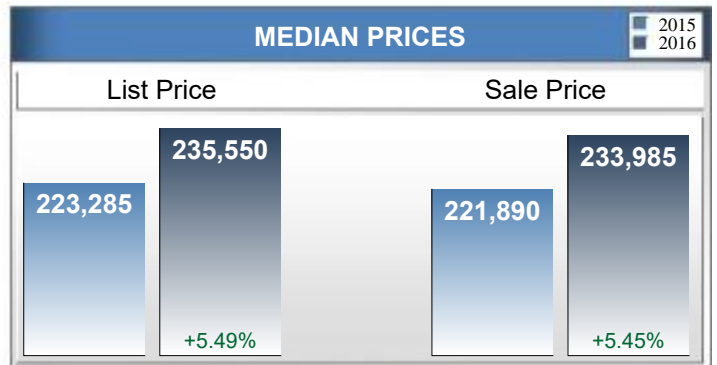 MEDIAN PRICES
2015
2016
List Price
Sale Price
223,285
235,550
+5.49%
221,890
233,985
+5.45%